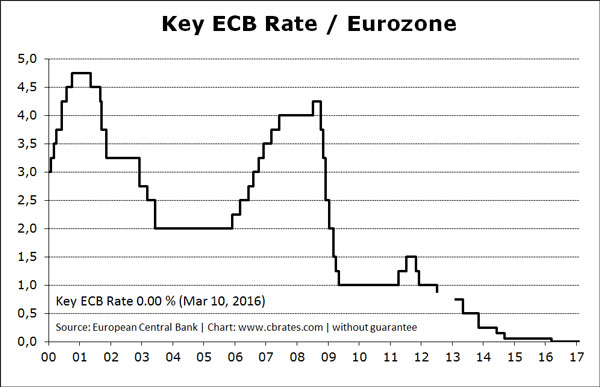 Key ECB Rate / Eurozone
5,0
4,5
4,0
3,5
3,0
2,5
2,0
1,5
1,0
0,5
0,0
Key ECB Rate 0.00 % (Mar 10, 2016)
Source: European Central Bank | Chart: www.cbrates.com | without guarantee
00 01 02 03 04 05 06 07 08 09 10 11 12 13 14 15 16 17